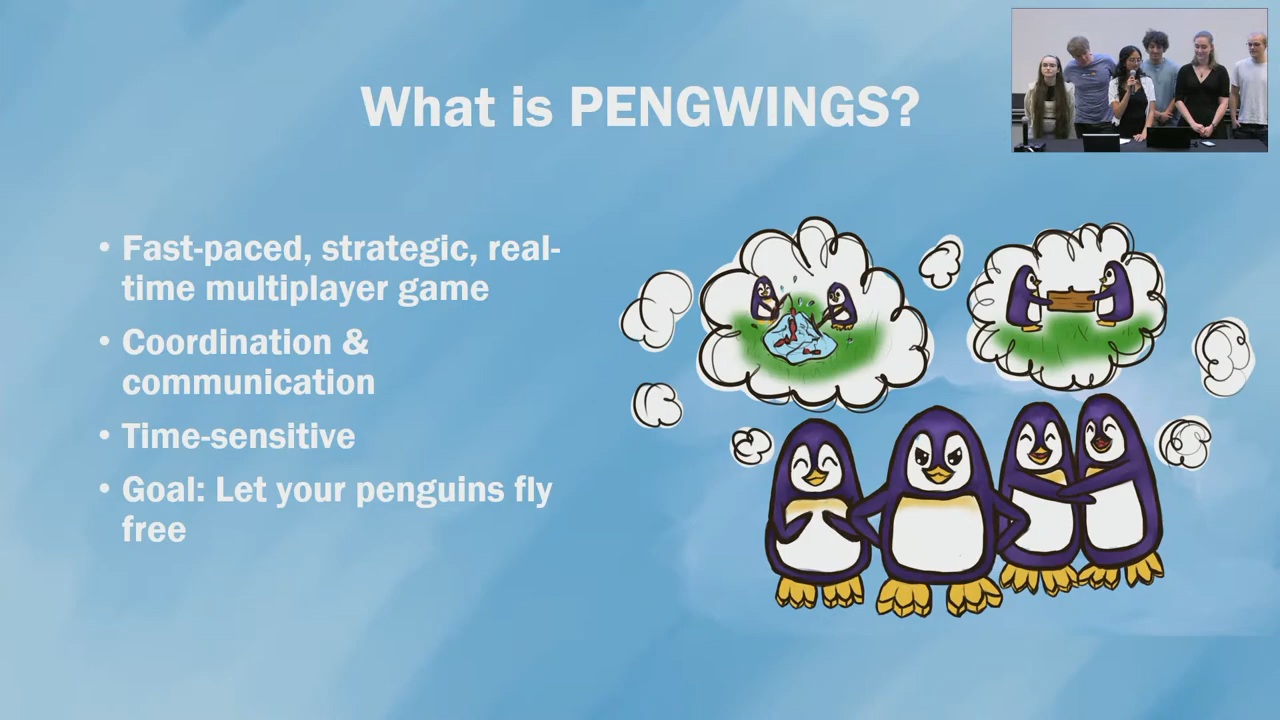 What is PENGWINGS?
• Fast-paced, strategic, real-
time multiplayer game
• Coordination &
communication
• Time-sensitive
• Goal: Let your penguins fly
free